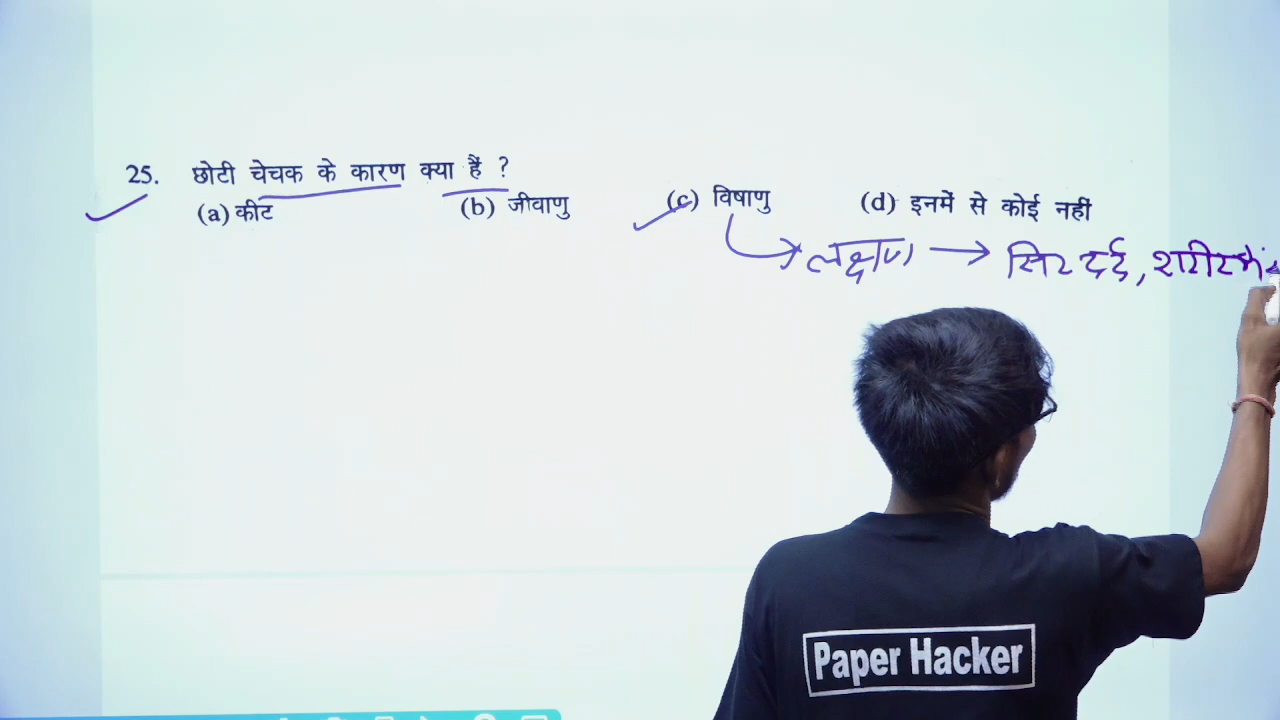 25. छोटी चेचक के कारण क्या हैं ?
(a) कीट (b) जीवाणु (c) विषाणु (d) इनमें से कोई नहीं
लक्षण → सिर दर्द, शरीर में
Paper Hacker